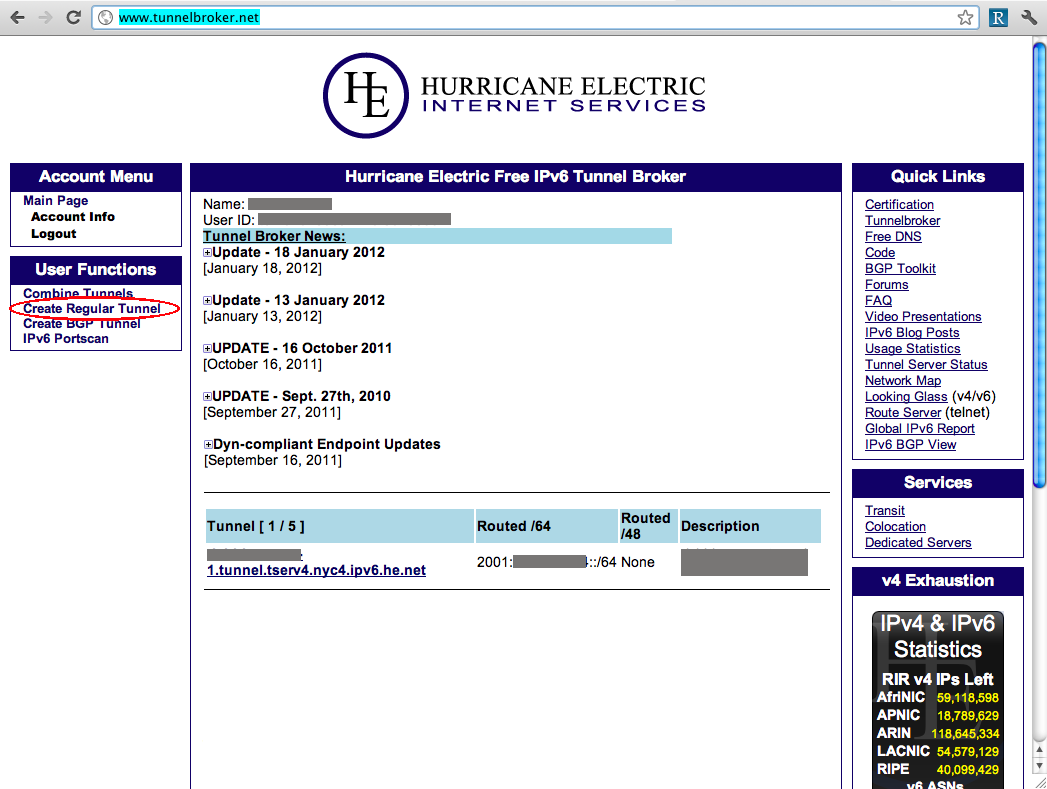 www.tunnelbroker.net
R
HE
HURRICANE ELECTRIC
INTERNET SERVICES
Account Menu
Main Page
Account Info
Logout
User Functions
Combine Tunnels
Create Regular Tunnel
Create BGP Tunnel
IPv6 Portscan
Hurricane Electric Free IPv6 Tunnel Broker
Name:
User ID:
Tunnel Broker News:
Update - 18 January 2012
[January 18, 2012]
Update - 13 January 2012
[January 13, 2012]
UPDATE - 16 October 2011
[October 16, 2011]
UPDATE - Sept. 27th, 2010
[September 27, 2011]
Dyn-compliant Endpoint Updates
[September 16, 2011]
Tunnel [ 1 / 5 ] Routed /64 Routed /48 Description
1.tunnel.tserv4.nyc4.ipv6.he.net 2001: ::/64 None
Quick Links
Certification
Tunnelbroker
Free DNS
Code
BGP Toolkit
Forums
FAQ
Video Presentations
IPv6 Blog Posts
Usage Statistics
Tunnel Server Status
Network Map
Looking Glass (v4/v6)
Route Server (telnet)
Global IPv6 Report
IPv6 BGP View
Services
Transit
Colocation
Dedicated Servers
v4 Exhaustion
IPv4 & IPv6
Statistics
RIR v4 IPs Left
AfriNIC 59,118,598
APNIC 18,789,629
ARIN 118,645,334
LACNIC 54,579,129
RIPE 40,099,429
v6 ASNs